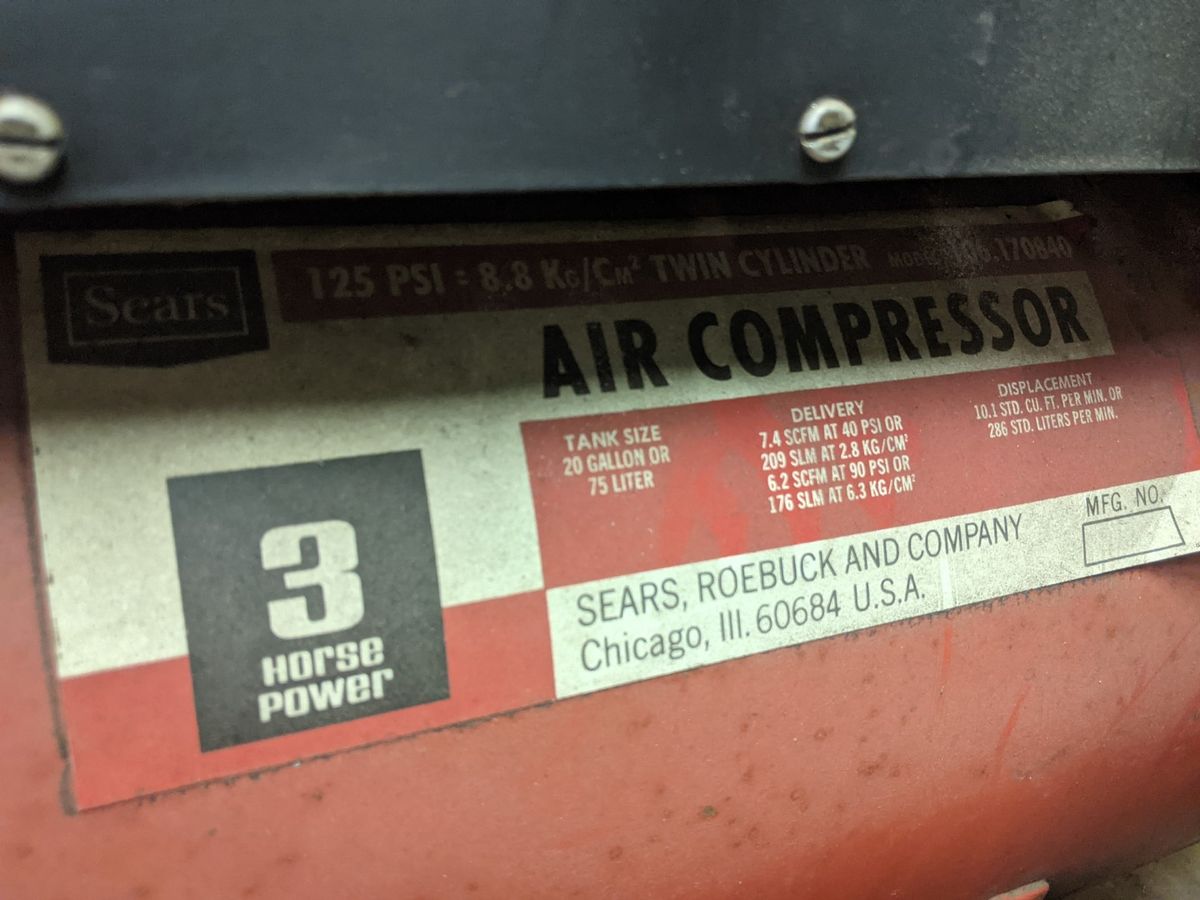 Sears
125 PSI = 8.8 KG/CM² TWIN CYLINDER MODEL 106.170840
AIR COMPRESSOR
TANK SIZE
20 GALLON OR
75 LITER
DELIVERY
7.4 SCFM AT 40 PSI OR
209 SLM AT 2.8 KG/CM²
6.2 SCFM AT 90 PSI OR
176 SLM AT 6.3 KG/CM²
DISPLACEMENT
10.1 STD. CU. FT. PER MIN. OR
286 STD. LITERS PER MIN.
3
Horse
Power
SEARS, ROEBUCK AND COMPANY
Chicago, Ill. 60684 U.S.A.
MFG. NO.